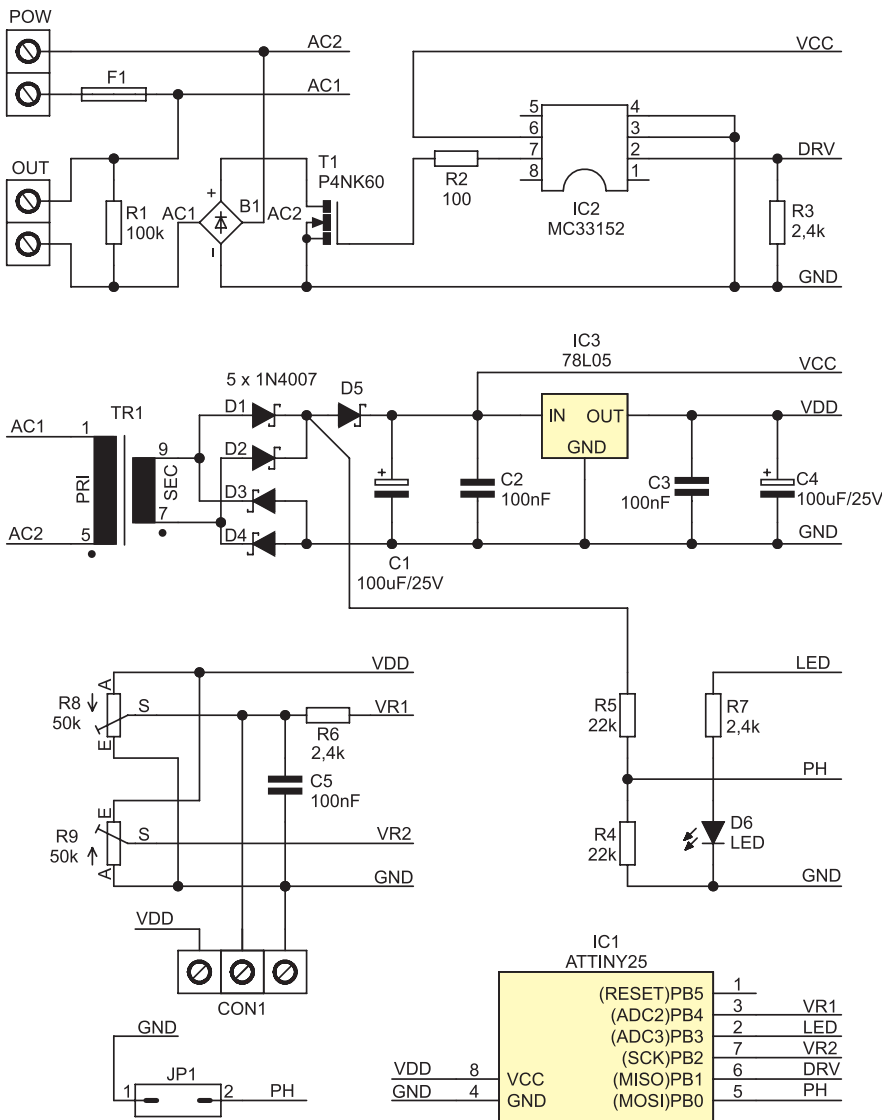 POW
AC2
F1
AC1
VCC
OUT
R1
100k
AC1
+
B1
-
AC2
T1
P4NK60
R2
100
5
6
7
8
4
3
2
1
IC2
MC33152
DRV
R3
2,4k
GND
IC3
78L05
VCC
5 x 1N4007
D1
D5
IN
OUT
GND
VDD
TR1
AC1
1
PRI
5
AC2
9
SEC
7
D2
D3
D4
+
C1
100uF/25V
C2
100nF
C3
100nF
+
C4
100uF/25V
GND
VDD
A
R8
50k
E
S
VR1
R6
2,4k
C5
100nF
E
R9
50k
A
S
VR2
GND
VDD
CON1
R5
22k
LED
R7
2,4k
PH
R4
22k
D6
LED
GND
GND
JP1
1
2
PH
IC1
ATTINY25
(RESET)PB5
1
(ADC2)PB4
3
VR1
(ADC3)PB3
2
LED
(SCK)PB2
7
VR2
VDD
8
VCC
(MISO)PB1
6
DRV
GND
4
GND
(MOSI)PB0
5
PH